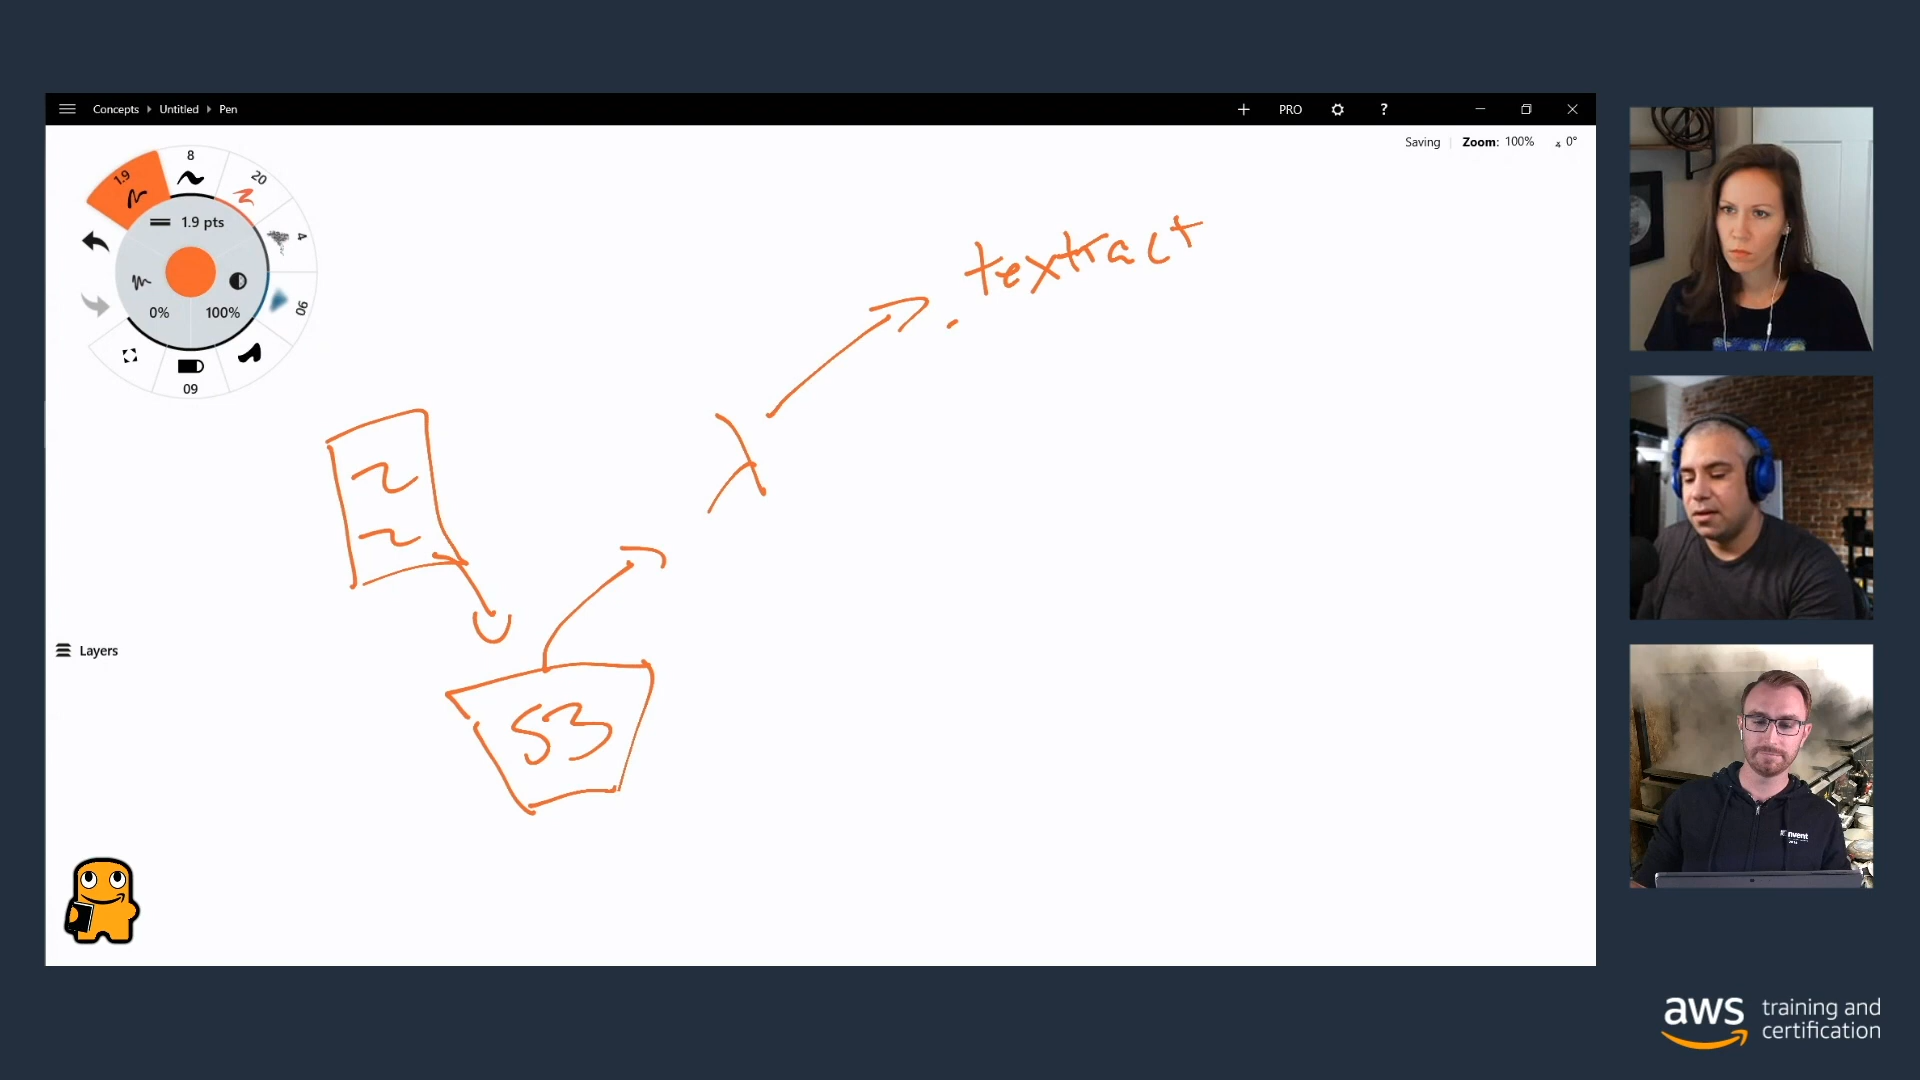 Concepts Untitled Pen
PRO ?
Saving Zoom: 100% 0°
8
1.9
20
1.9 pts
4
0% 100%
90
60
textract
λ
S3
Layers
aws training and
certification